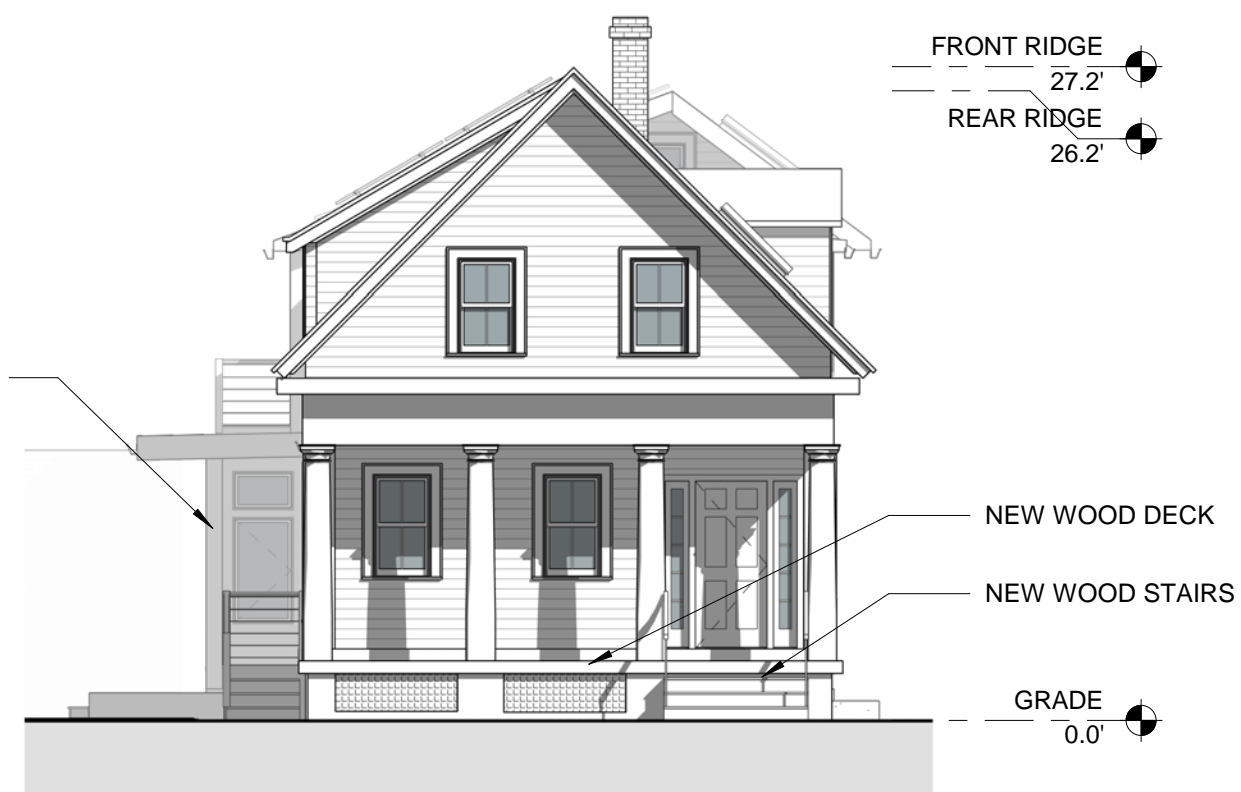 FRONT RIDGE
27.2'
REAR RIDGE
26.2'
NEW WOOD DECK
NEW WOOD STAIRS
GRADE
0.0'